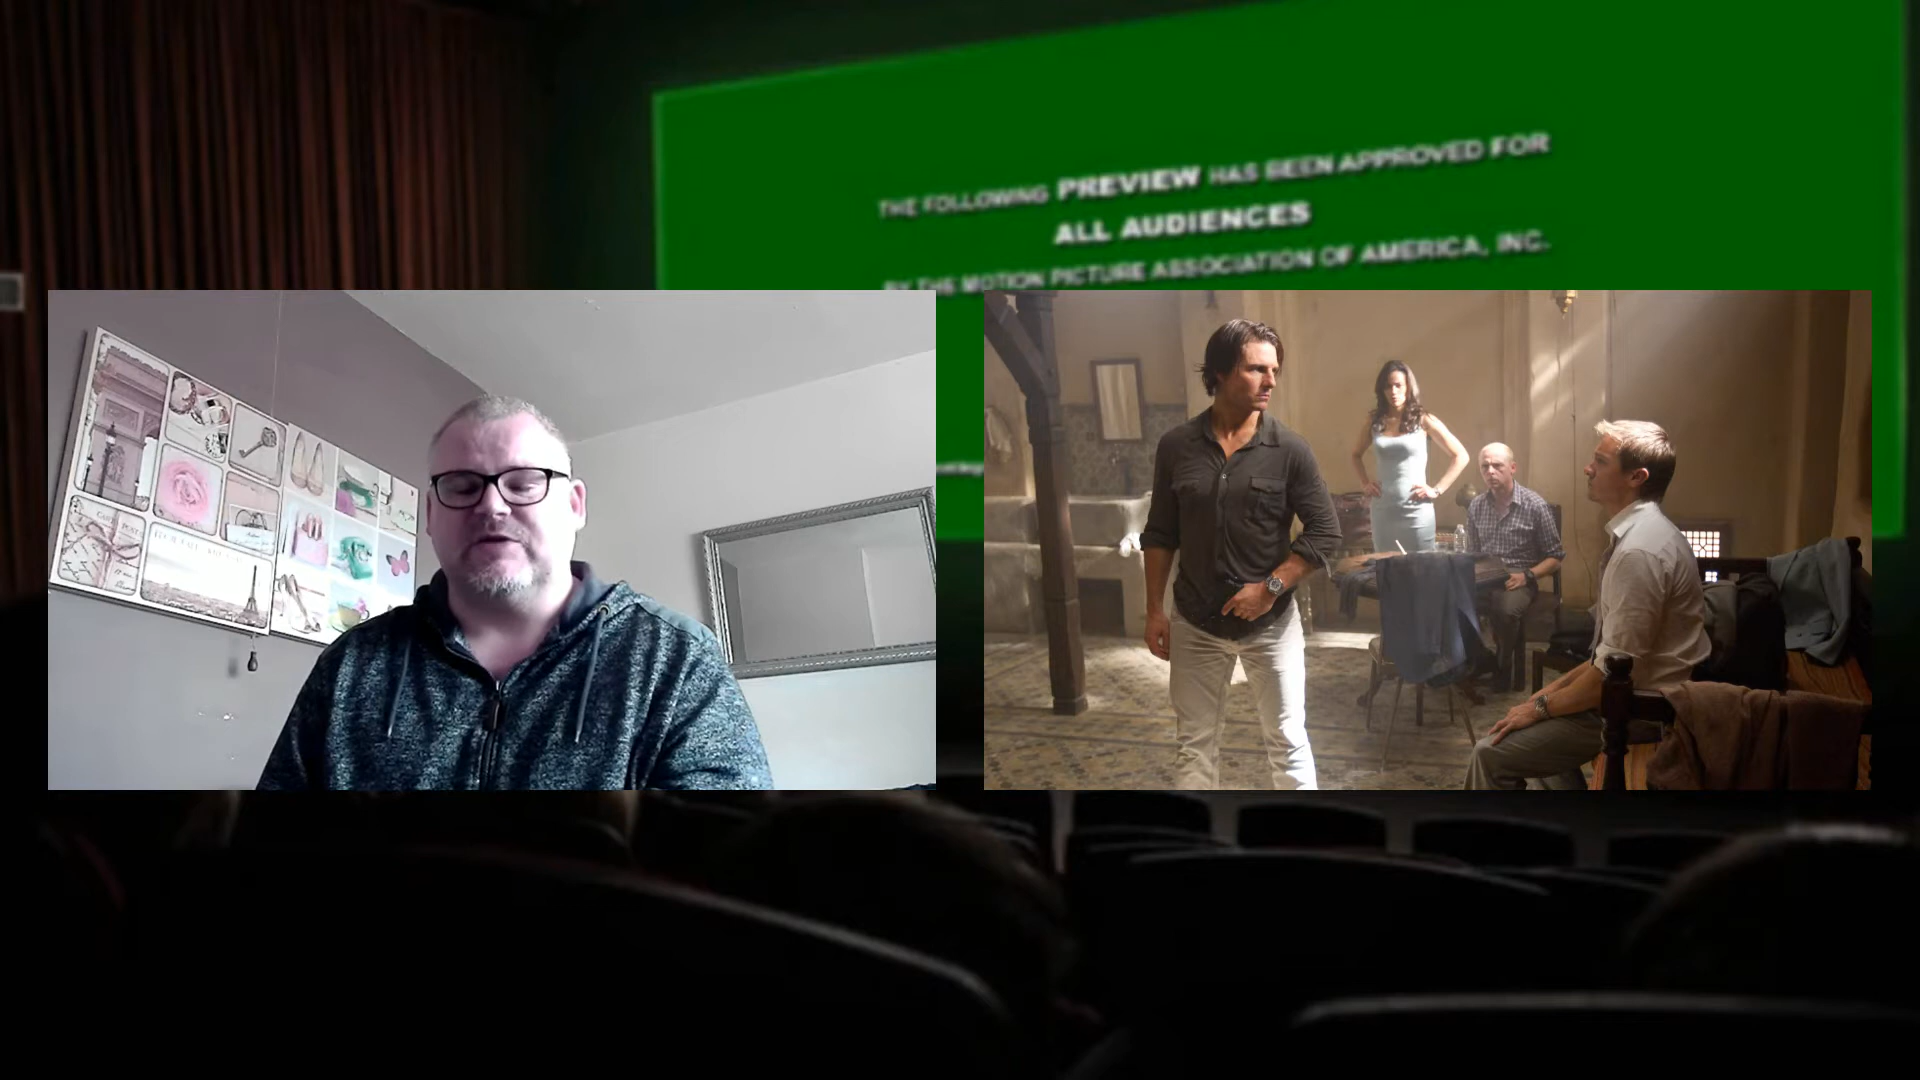 THE FOLLOWING PREVIEW HAS BEEN APPROVED FOR
ALL AUDIENCES
BY THE MOTION PICTURE ASSOCIATION OF AMERICA, INC.